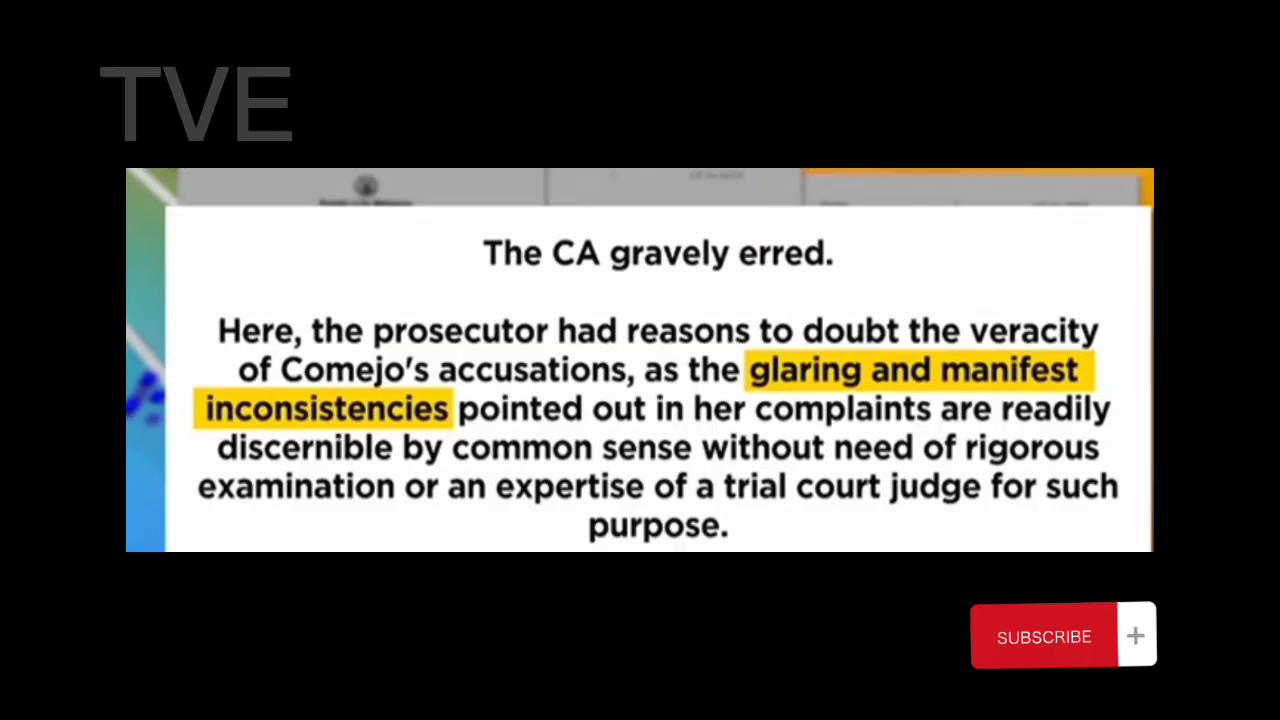 TVE
The CA gravely erred.
Here, the prosecutor had reasons to doubt the veracity
of Comejo's accusations, as the glaring and manifest
inconsistencies pointed out in her complaints are readily
discernible by common sense without need of rigorous
examination or an expertise of a trial court judge for such
purpose.
SUBSCRIBE +